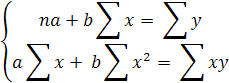 na + b∑x = ∑y
a∑x + b∑x² = ∑xy